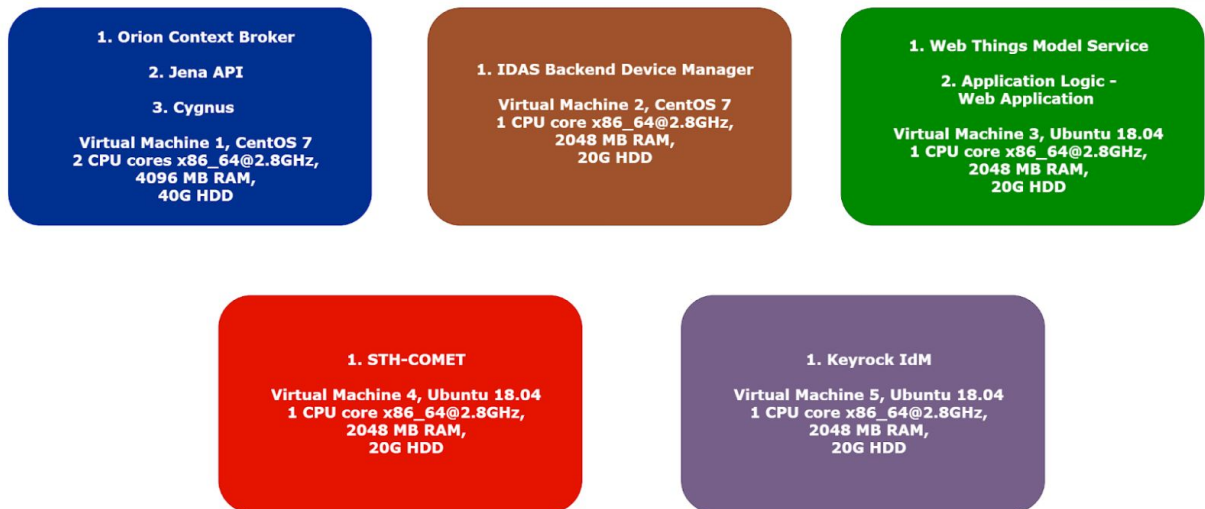 1. Orion Context Broker
2. Jena API
3. Cygnus
Virtual Machine 1, CentOS 7
2 CPU cores x86_64@2.8GHz,
4096 MB RAM,
40G HDD
1. IDAS Backend Device Manager
Virtual Machine 2, CentOS 7
1 CPU core x86_64@2.8GHz,
2048 MB RAM,
20G HDD
1. Web Things Model Service
2. Application Logic -
Web Application
Virtual Machine 3, Ubuntu 18.04
1 CPU core x86_64@2.8GHz,
2048 MB RAM,
20G HDD
1. STH-COMET
Virtual Machine 4, Ubuntu 18.04
1 CPU core x86_64@2.8GHz,
2048 MB RAM,
20G HDD
1. Keyrock IdM
Virtual Machine 5, Ubuntu 18.04
1 CPU core x86_64@2.8GHz,
2048 MB RAM,
20G HDD